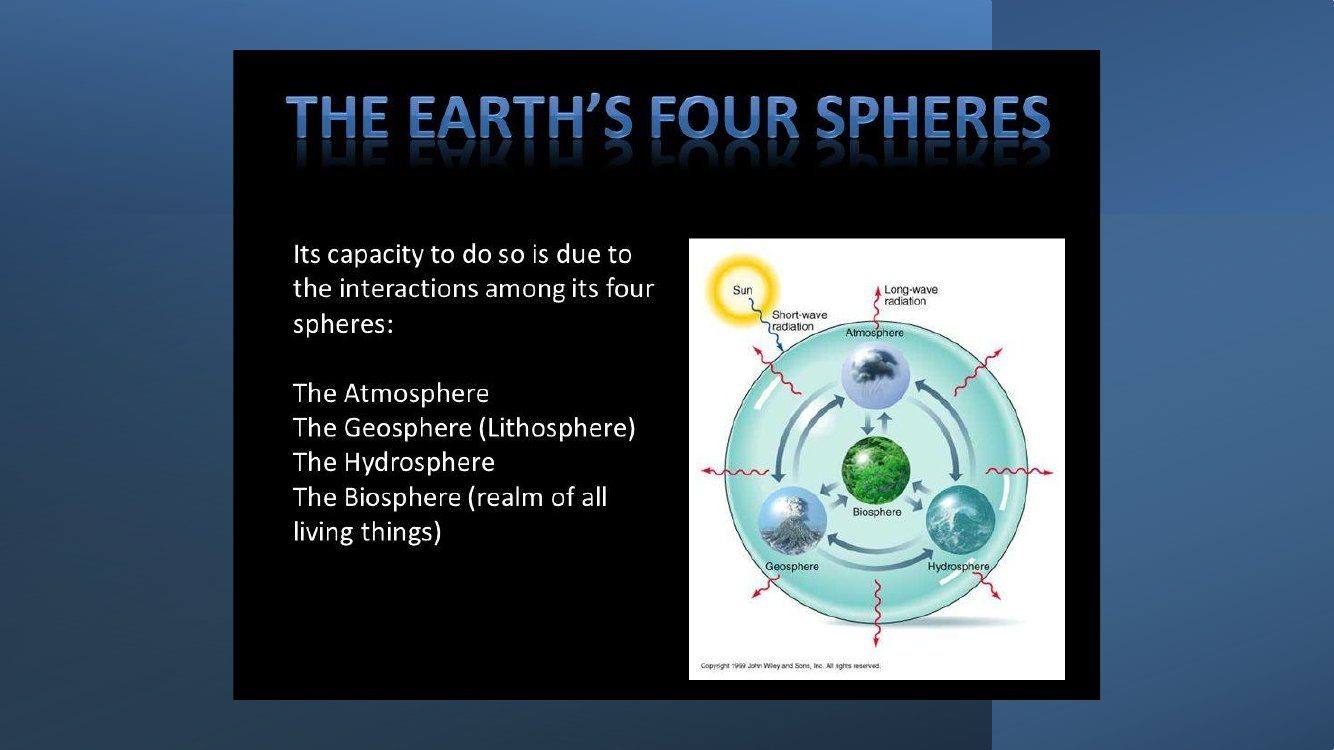 THE EARTH'S FOUR SPHERES
Its capacity to do so is due to
the interactions among its four
spheres:
The Atmosphere
The Geosphere (Lithosphere)
The Hydrosphere
The Biosphere (realm of all
living things)
Sun
Long-wave
radiation
Short-wave
radiation
Atmosphere
Biosphere
Geosphere
Hydrosphere
Copyright 1999 John Wiley and Sons, Inc. All rights reserved.